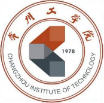 常州工学院
1978
CHANGZHOU INSTITUTE OF TECHNOLOGY